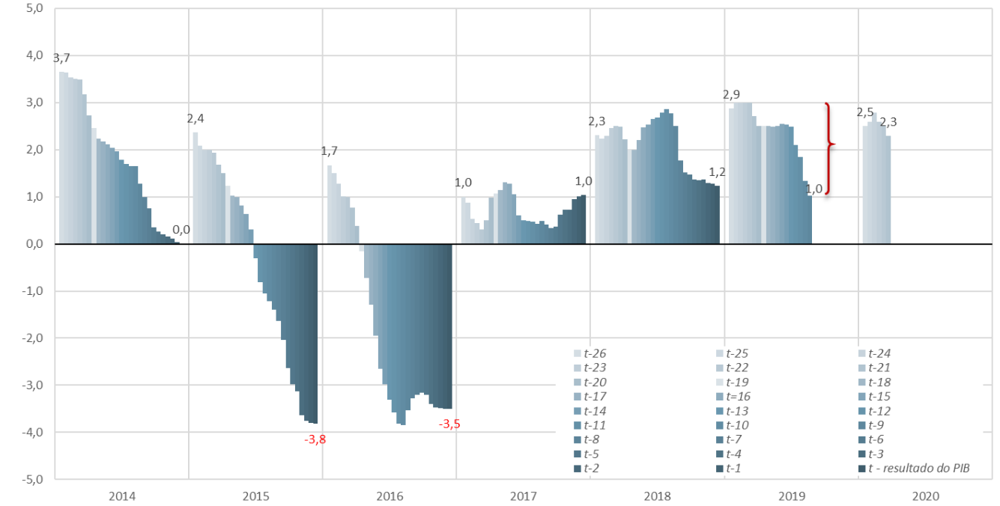 5,0
4,0
3,0
2,0
1,0
0,0
-1,0
-2,0
-3,0
-4,0
-5,0
3,7
0,0
2,4
-3,8
1,7
-3,5
1,0
1,0
2,3
1,2
2,9
1,0
2,5
2,3
t-26 t-25 t-24
t-23 t-22 t-21
t-20 t-19 t-18
t-17 t=16 t-15
t-14 t-13 t-12
t-11 t-10 t-9
t-8 t-7 t-6
t-5 t-4 t-3
t-2 t-1 t - resultado do PIB
2014 2015 2016 2017 2018 2019 2020